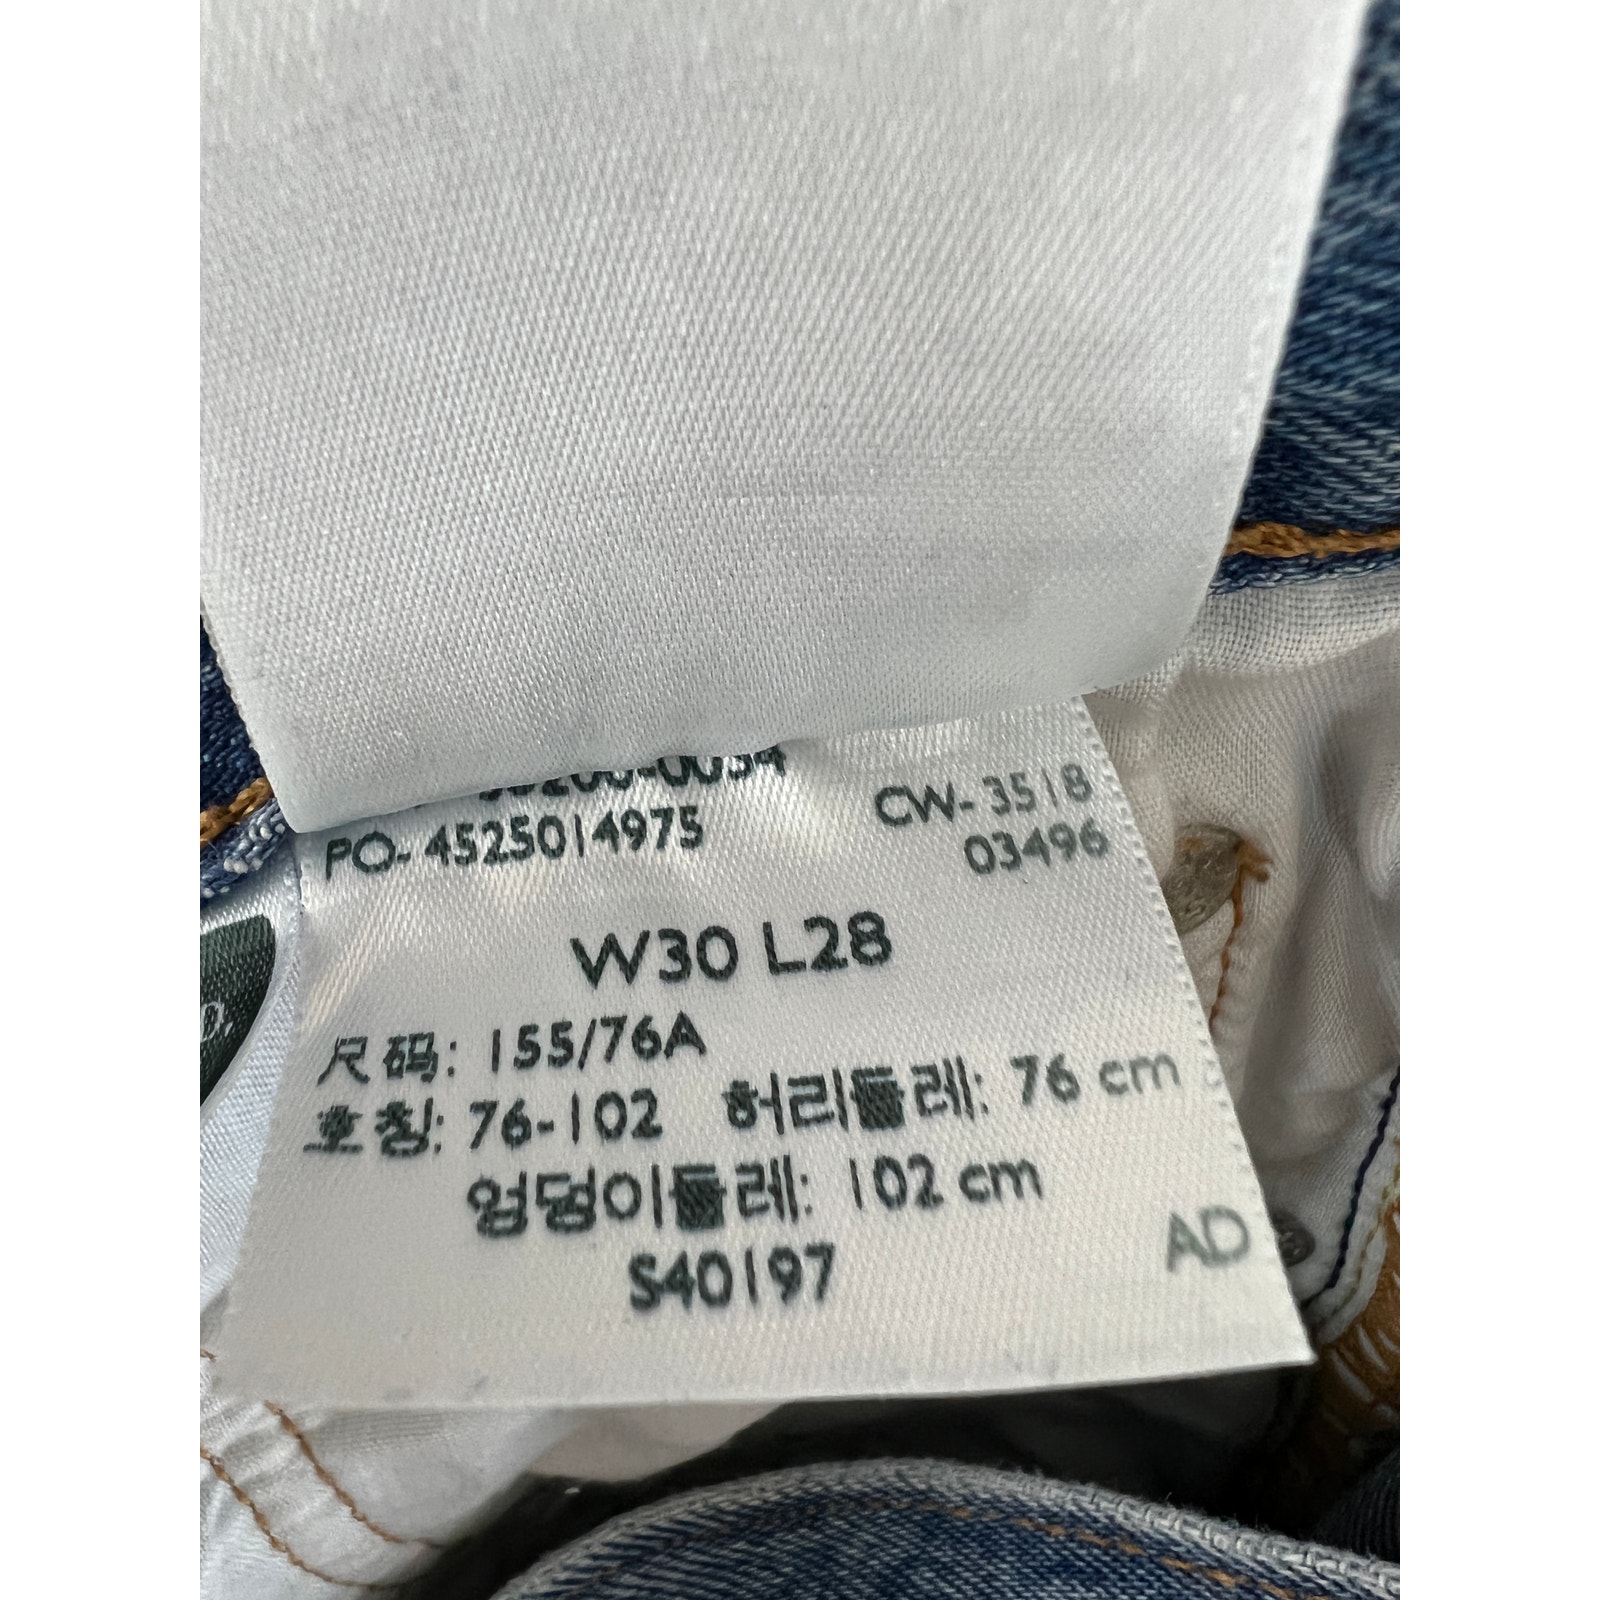 PO- 4525014975
CW- 3518
03496
W30 L28
尺码: 155/76A
호칭: 76-102 허리둘레: 76 cm
엉덩이둘레: 102 cm
S40197
AD